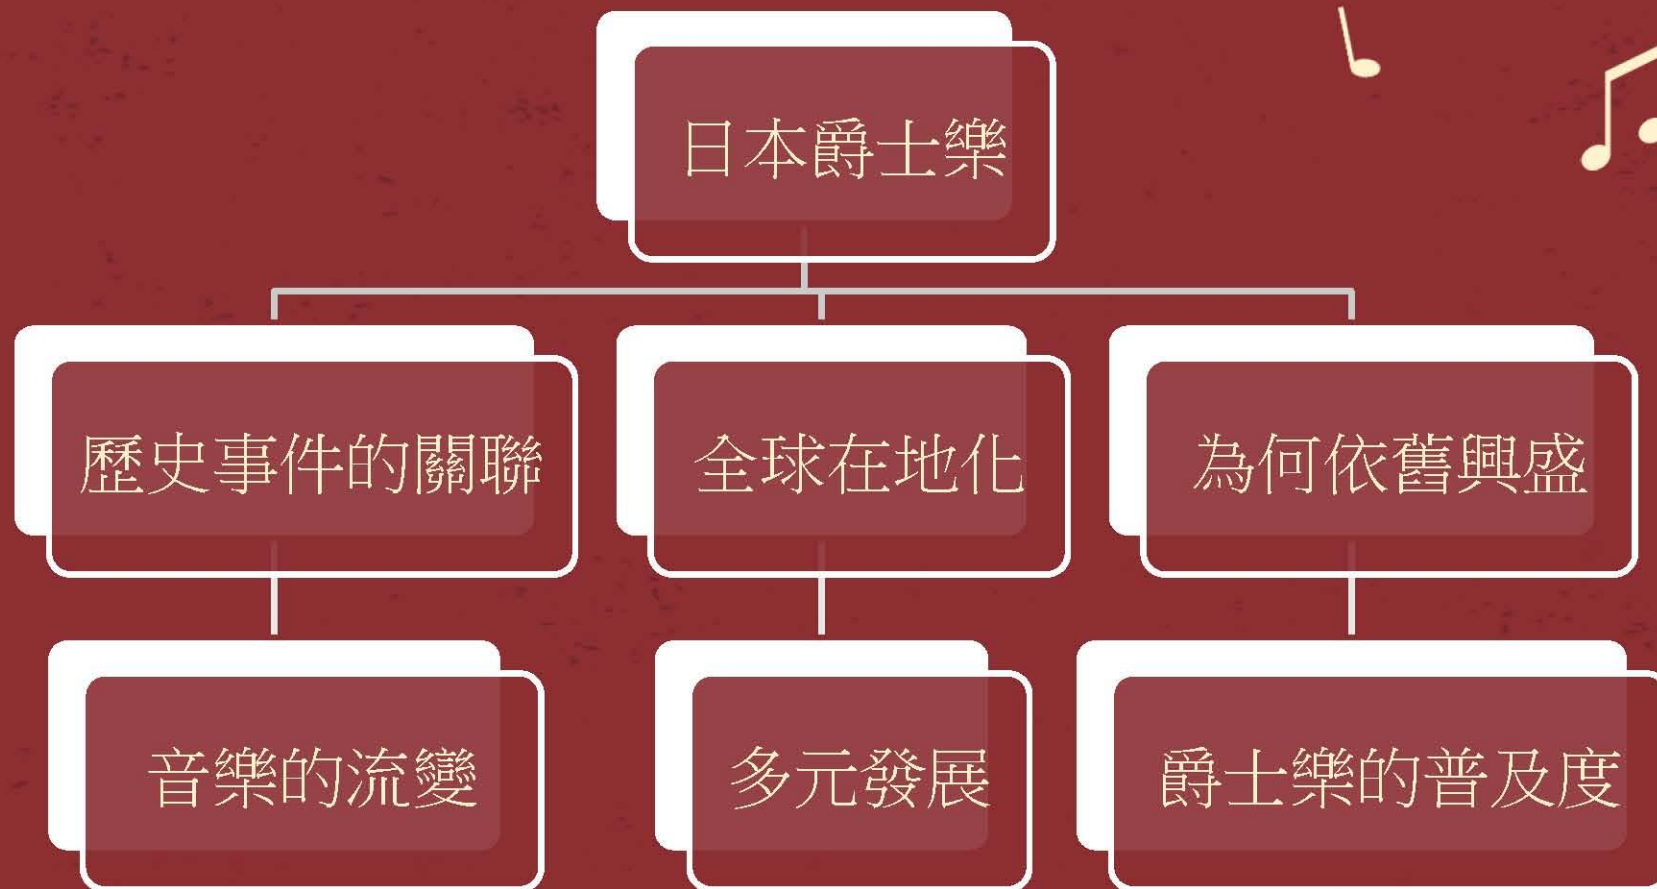 日本爵士樂
歷史事件的關聯
全球在地化
為何依舊興盛
音樂的流變
多元發展
爵士樂的普及度